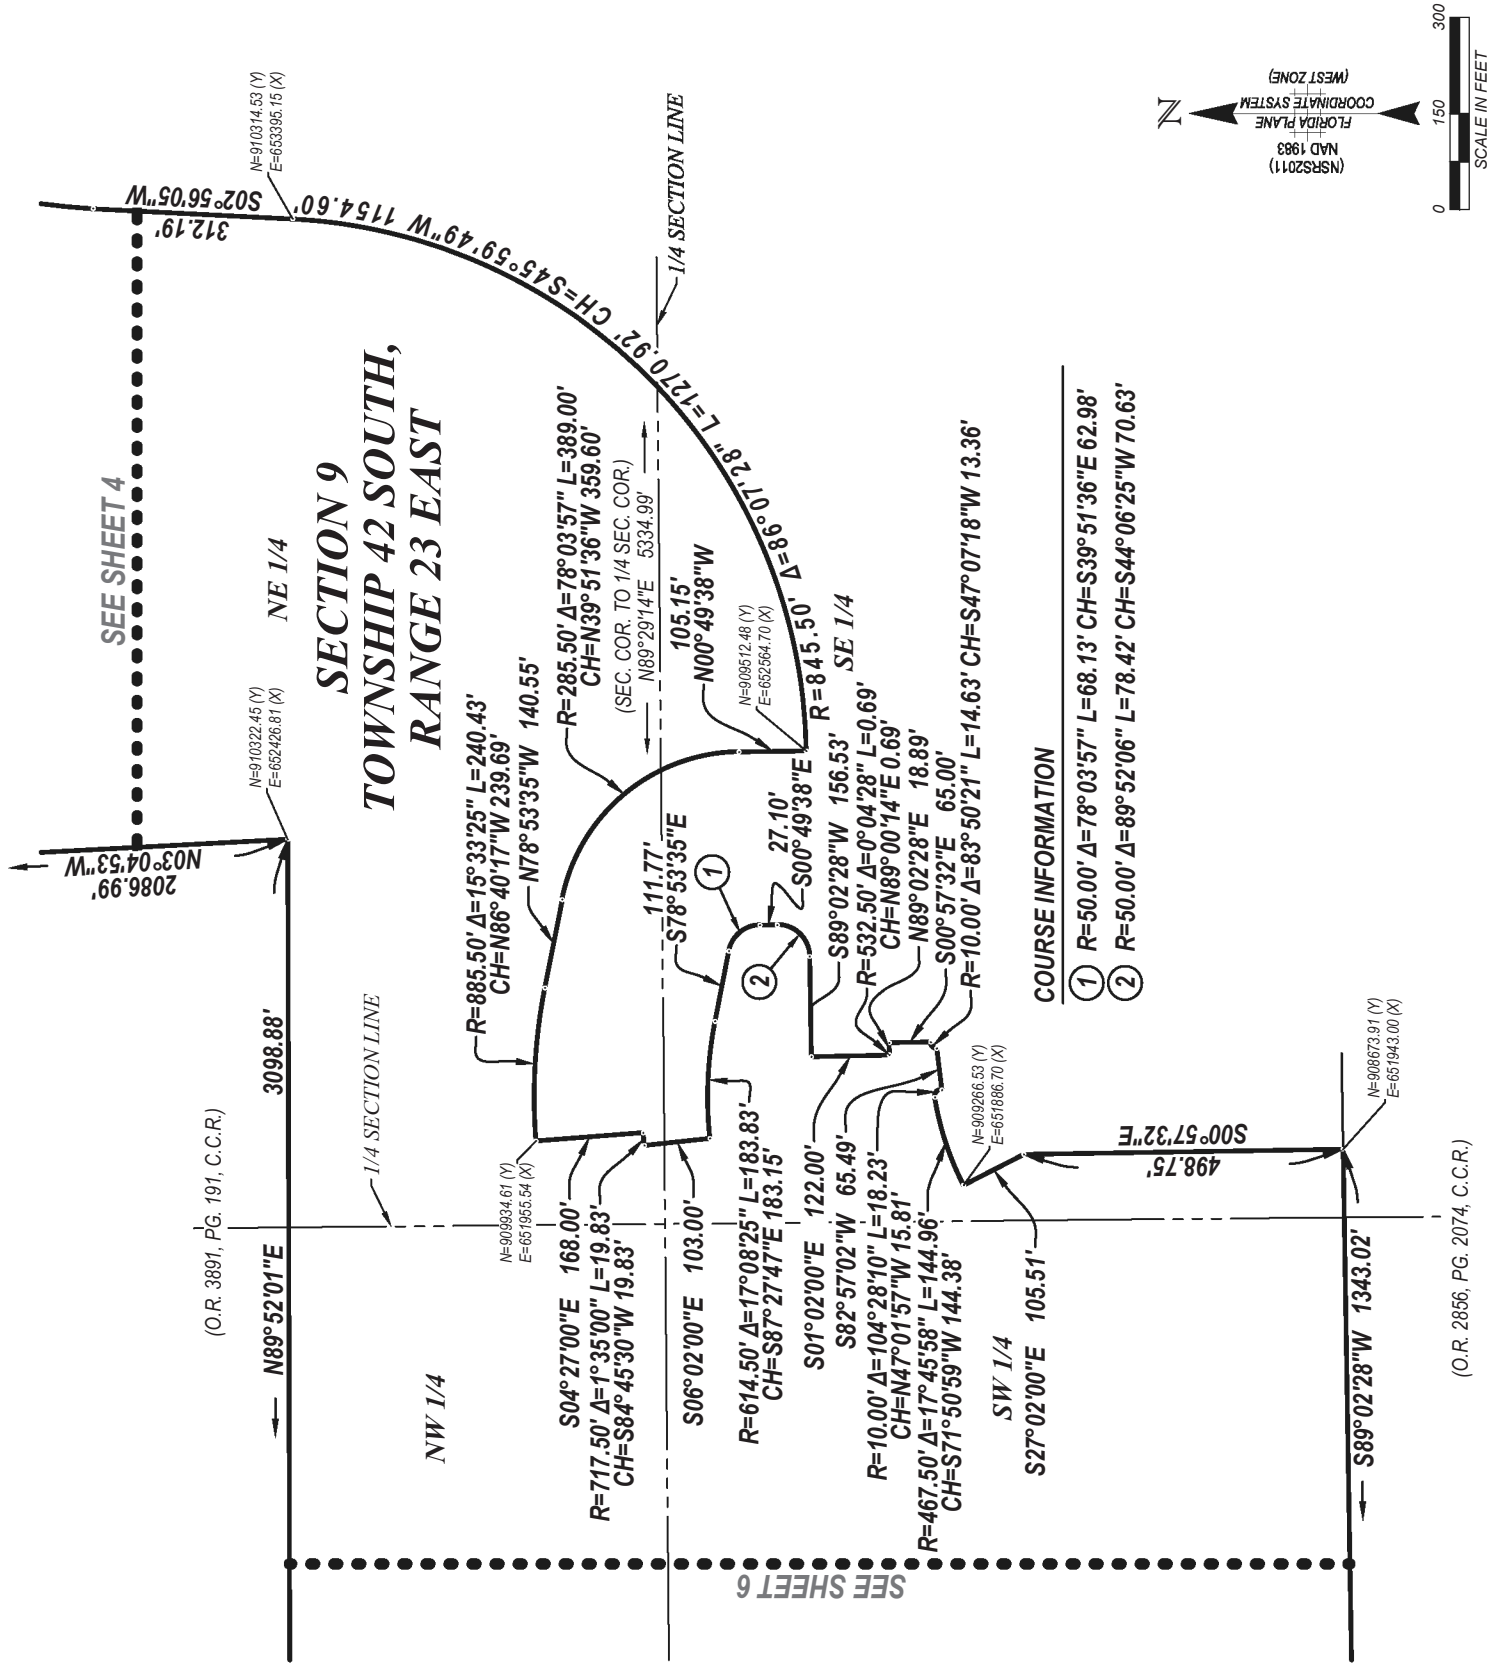 SEE SHEET 4
312.19'
S02°56'05"W
N=910314.53 (Y)
E=653395.15 (X)
2086.99'
N03°04'53"W
NE 1/4
SECTION 9
TOWNSHIP 42 SOUTH,
RANGE 23 EAST
N=910322.45 (Y)
E=652426.81 (X)
(O.R. 3891, PG. 191, C.C.R.)
N89°52'01"E
3098.88'
1/4 SECTION LINE
1/4 SECTION LINE
R=845.50' Δ=86°07'28" L=1270.92' CH=S45°59'49"W 1154.60'
R=885.50' Δ=15°33'25" L=240.43'
CH=N86°40'17"W 239.69'
N78°53'35"W 140.55'
R=285.50' Δ=78°03'57" L=389.00'
CH=N39°51'36"W 359.60'
(SEC. COR. TO 1/4 SEC. COR.)
N89°29'14"E 5334.99'
105.15'
N00°49'38"W
N=909512.48 (Y)
E=652564.70 (X)
SE 1/4
NW 1/4
N=909934.61 (Y)
E=651955.54 (X)
S04°27'00"E 168.00'
R=717.50' Δ=1°35'00" L=19.83'
CH=S84°45'30"W 19.83'
S06°02'00"E 103.00'
R=614.50' Δ=17°08'25" L=183.83'
CH=S87°27'47"E 183.15'
111.77'
S78°53'35"E
1
27.10'
S00°49'38"E
2
S89°02'28"W 156.53'
S01°02'00"E 122.00'
R=532.50' Δ=0°04'28" L=0.69'
CH=N89°00'14"E 0.69'
N89°02'28"E 18.89'
S00°57'32"E 65.00'
R=10.00' Δ=83°50'21" L=14.63' CH=S47°07'18"W 13.36'
S82°57'02"W 65.49'
R=10.00' Δ=104°28'10" L=18.23'
CH=N47°01'57"W 15.81'
R=467.50' Δ=17°45'58" L=144.96'
CH=S71°50'59"W 144.38'
N=909266.53 (Y)
E=651886.70 (X)
SW 1/4
S27°02'00"E 105.51'
498.75'
S00°57'32"E
N=908673.91 (Y)
E=651943.00 (X)
S89°02'28"W 1343.02'
(O.R. 2856, PG. 2074, C.C.R.)
SEE SHEET 6
COURSE INFORMATION
1 R=50.00' Δ=78°03'57" L=68.13' CH=S39°51'36"E 62.98'
2 R=50.00' Δ=89°52'06" L=78.42' CH=S44°06'25"W 70.63'
N
(NSRS2011)
NAD 1983
FLORIDA PLANE
COORDINATE SYSTEM
(WEST ZONE)
0 150 300
SCALE IN FEET